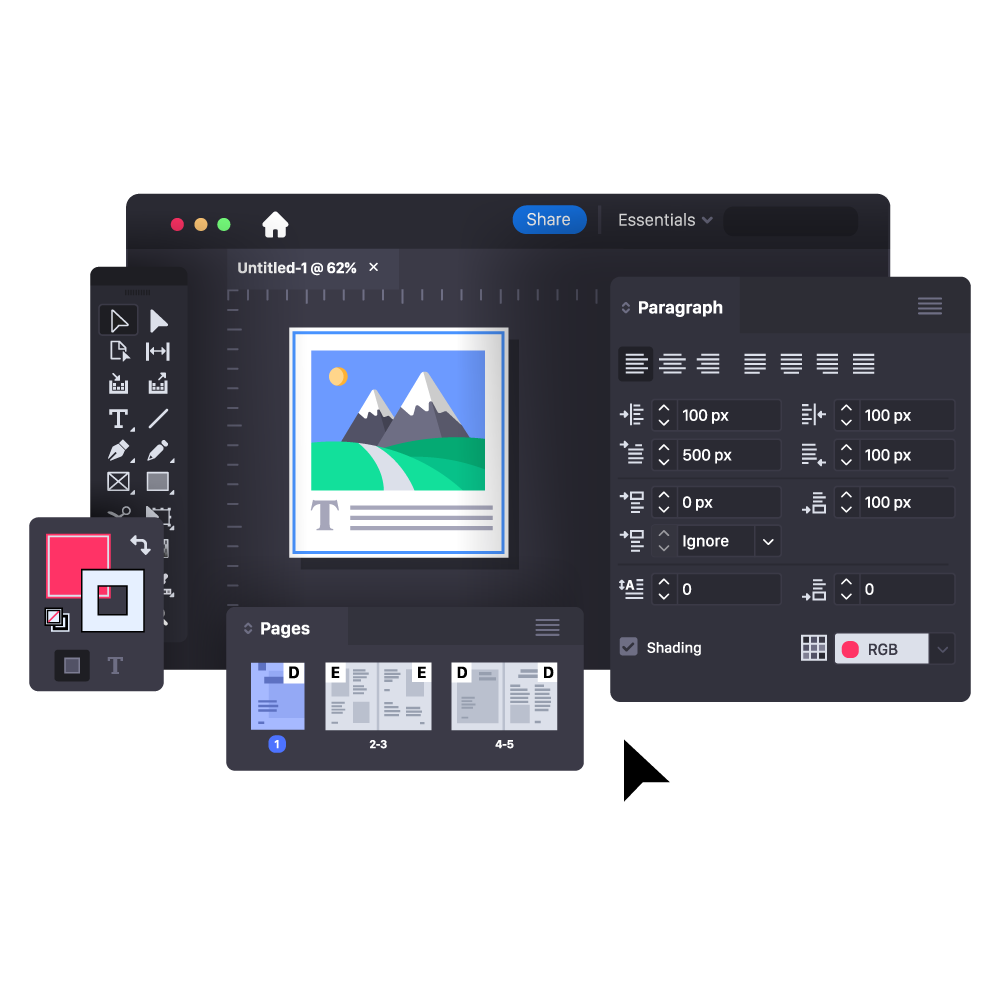 Share
Essentials
Untitled-1 @ 62% ×
Paragraph
100 px
100 px
500 px
100 px
0 px
100 px
Ignore
0
0
Shading
RGB
T
T
A
T
Pages
D
E
E
D
D
1
2-3
4-5